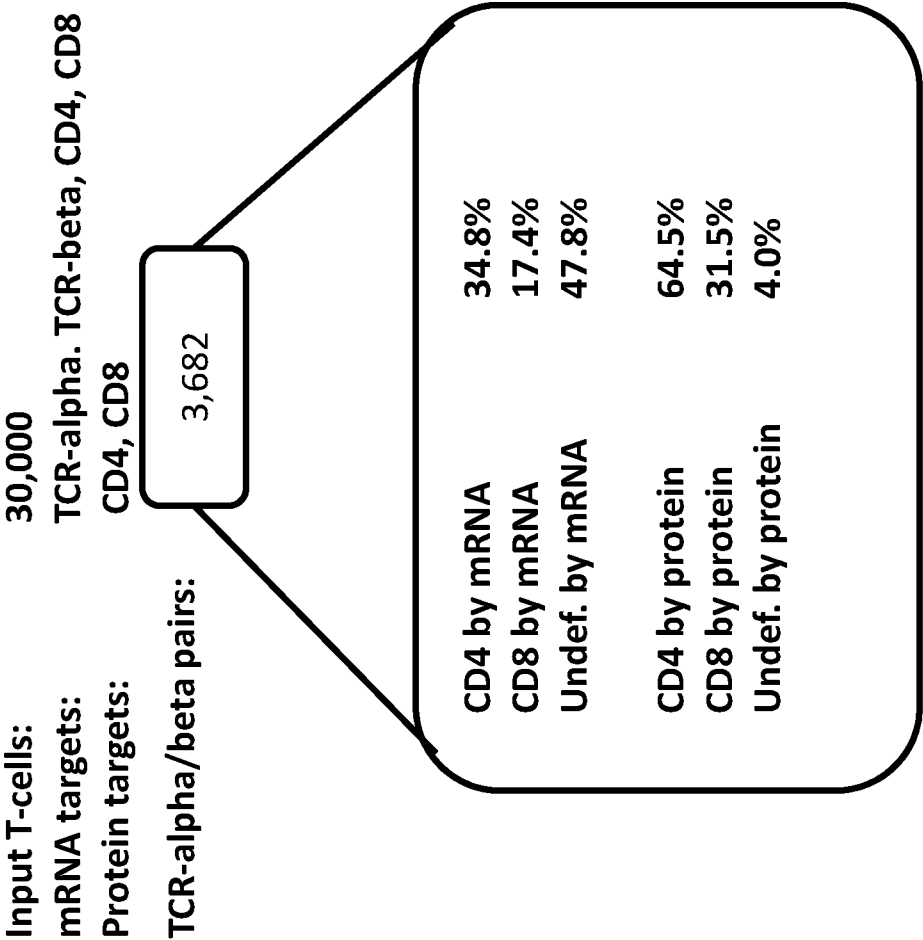 Input T-cells: 30,000
mRNA targets: TCR-alpha. TCR-beta, CD4, CD8
Protein targets: CD4, CD8
TCR-alpha/beta pairs: 3,682
CD4 by mRNA 34.8%
CD8 by mRNA 17.4%
Undef. by mRNA 47.8%
CD4 by protein 64.5%
CD8 by protein 31.5%
Undef. by protein 4.0%